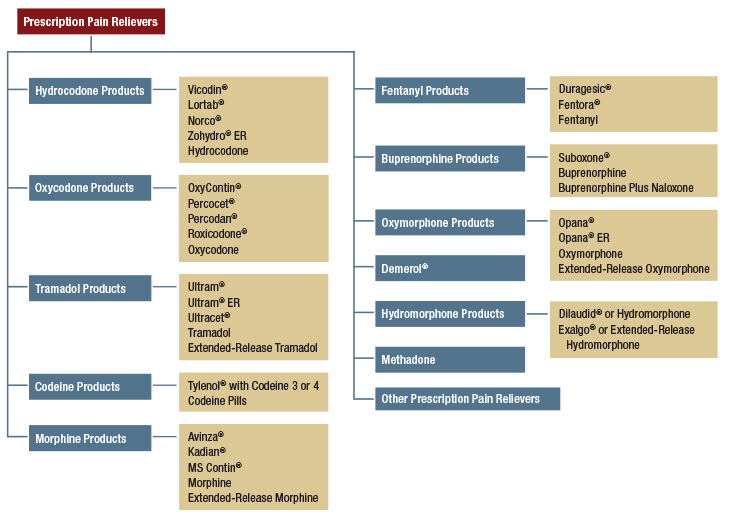 Prescription Pain Relievers
Hydrocodone Products
Vicodin®
Lortab®
Norco®
Zohydro® ER
Hydrocodone
Oxycodone Products
OxyContin®
Percocet®
Percodan®
Roxicodone®
Oxycodone
Tramadol Products
Ultram®
Ultram® ER
Ultracet®
Tramadol
Extended-Release Tramadol
Codeine Products
Tylenol® with Codeine 3 or 4
Codeine Pills
Morphine Products
Avinza®
Kadian®
MS Contin®
Morphine
Extended-Release Morphine
Fentanyl Products
Duragesic®
Fentora®
Fentanyl
Buprenorphine Products
Suboxone®
Buprenorphine
Buprenorphine Plus Naloxone
Oxymorphone Products
Opana®
Opana® ER
Oxymorphone
Extended-Release Oxymorphone
Demerol®
Hydromorphone Products
Dilaudid® or Hydromorphone
Exalgo® or Extended-Release
Hydromorphone
Methadone
Other Prescription Pain Relievers